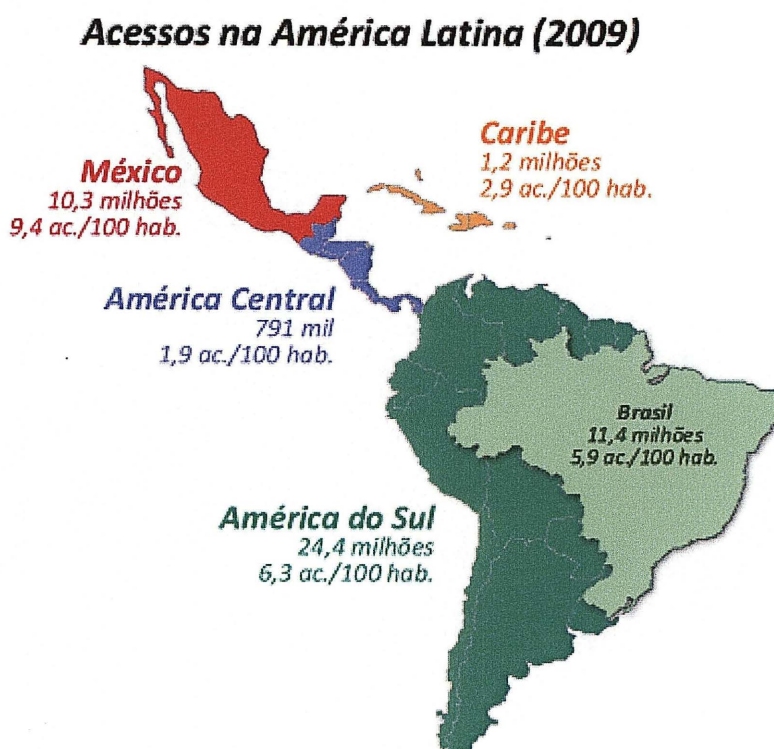 Acessos na América Latina (2009)
México
10,3 milhões
9,4 ac./100 hab.
Caribe
1,2 milhões
2,9 ac./100 hab.
América Central
791 mil
1,9 ac./100 hab.
Brasil
11,4 milhões
5,9 ac./100 hab.
América do Sul
24,4 milhões
6,3 ac./100 hab.